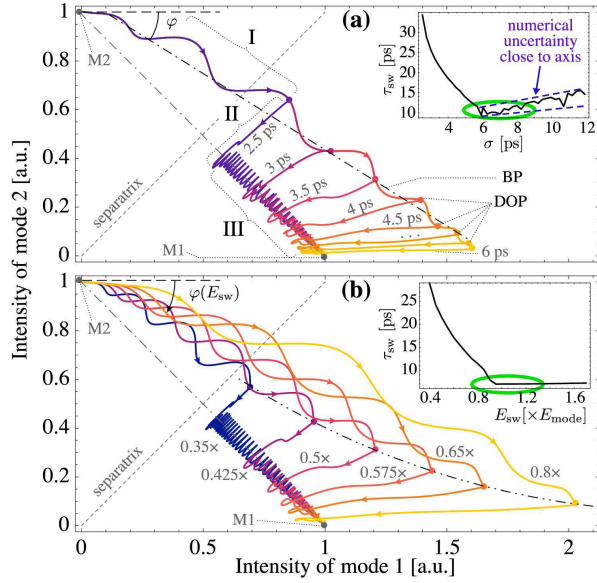 (a)
1
0.8
0.6
0.4
0.2
0
Intensity of mode 2 [a.u.]
M2
φ
I
II
III
2.5 ps
3 ps
3.5 ps
4 ps
4.5 ps
...
6 ps
BP
DOP
separatrix
M1
numerical
uncertainty
close to axis
τsw [ps]
30
25
20
15
10
4 6 8 10 12
σ [ps]
(b)
1
0.8
0.6
0.4
0.2
0
M2
φ(Esw)
separatrix
M1
0.35×
0.425×
0.5×
0.575×
0.65×
0.8×
τsw [ps]
25
20
15
10
0.4 0.8 1.2 1.6
Esw[×Emode]
0 0.5 1 1.5 2
Intensity of mode 1 [a.u.]